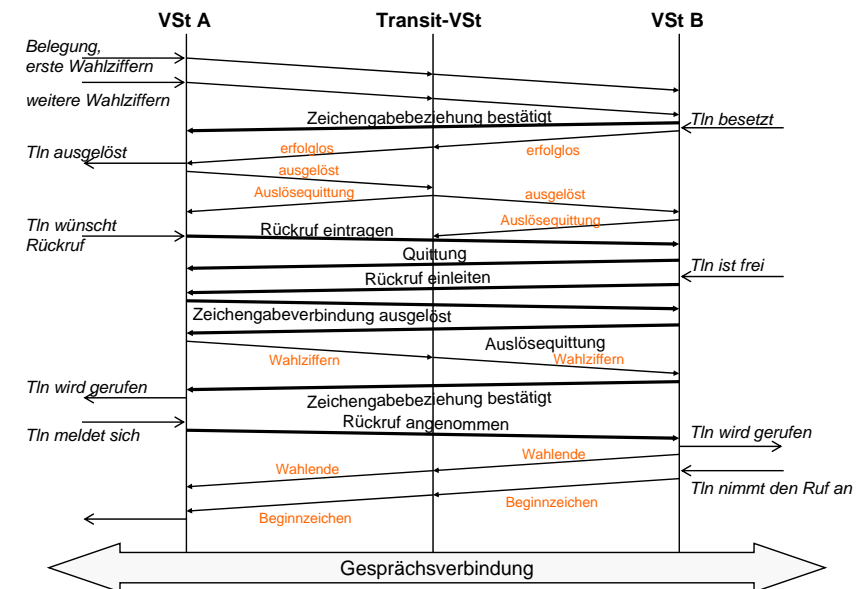 VSt A
Transit-VSt
VSt B
Belegung,
erste Wahlziffern
weitere Wahlziffern
Zeichengabebeziehung bestätigt
Tln besetzt
Tln ausgelöst
erfolglos
erfolglos
ausgelöst
Auslösequittung
ausgelöst
Auslösequittung
Tln wünscht
Rückruf
Rückruf eintragen
Quittung
Tln ist frei
Rückruf einleiten
Zeichengabeverbindung ausgelöst
Auslösequittung
Wahlziffern
Wahlziffern
Tln wird gerufen
Zeichengabebeziehung bestätigt
Rückruf angenommen
Tln meldet sich
Tln wird gerufen
Wahlende
Wahlende
Tln nimmt den Ruf an
Beginnzeichen
Beginnzeichen
Gesprächsverbindung